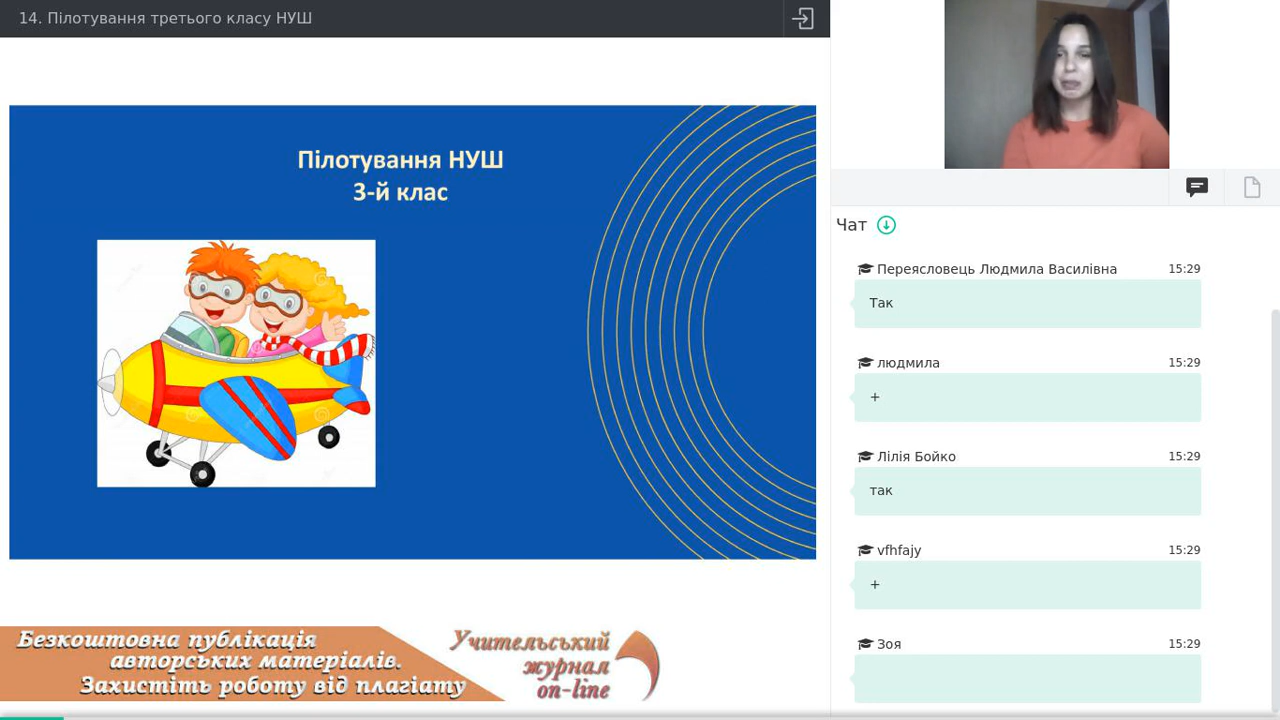 14. Пілотування третього класу НУШ
Пілотування НУШ
3-й клас
Безкоштовна публікація
авторських матеріалів.
Захистіть роботу від плагіату
Учительський
журнал
on-line
Чат
Переясловець Людмила Василівна 15:29
Так
людмила 15:29
+
Лілія Бойко 15:29
так
vfhfajy 15:29
+
Зоя 15:29